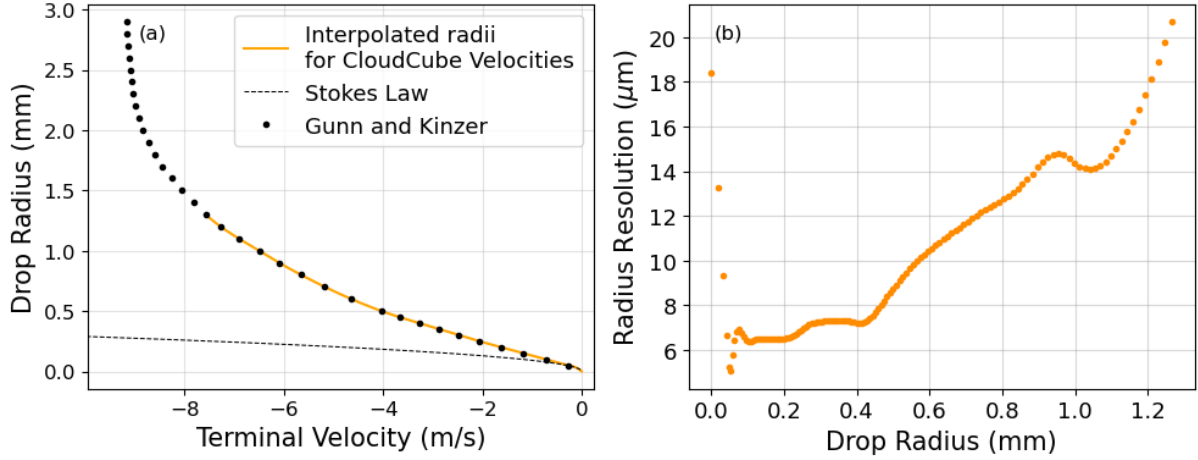 (a)
Interpolated radii
for CloudCube Velocities
Stokes Law
Gunn and Kinzer
Drop Radius (mm)
3.0
2.5
2.0
1.5
1.0
0.5
0.0
−8
−6
−4
−2
0
Terminal Velocity (m/s)
(b)
Radius Resolution (μm)
20
18
16
14
12
10
8
6
0.0
0.2
0.4
0.6
0.8
1.0
1.2
Drop Radius (mm)